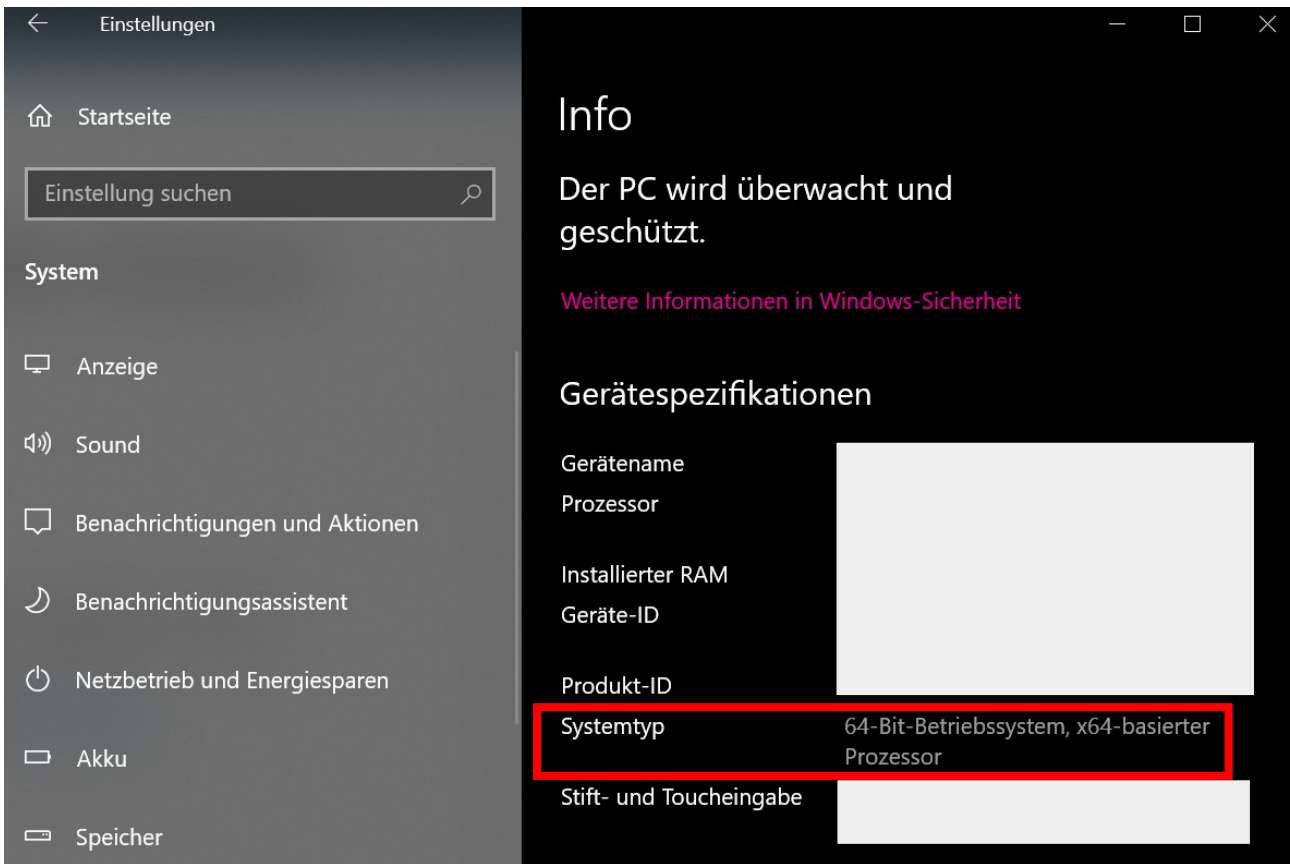 Einstellungen
Startseite
Einstellung suchen
System
Anzeige
Sound
Benachrichtigungen und Aktionen
Benachrichtigungsassistent
Netzbetrieb und Energiesparen
Akku
Speicher
Info
Der PC wird überwacht und
geschützt.
Weitere Informationen in Windows-Sicherheit
Gerätespezifikationen
Gerätename
Prozessor
Installierter RAM
Geräte-ID
Produkt-ID
Systemtyp 64-Bit-Betriebssystem, x64-basierter
Prozessor
Stift- und Toucheingabe